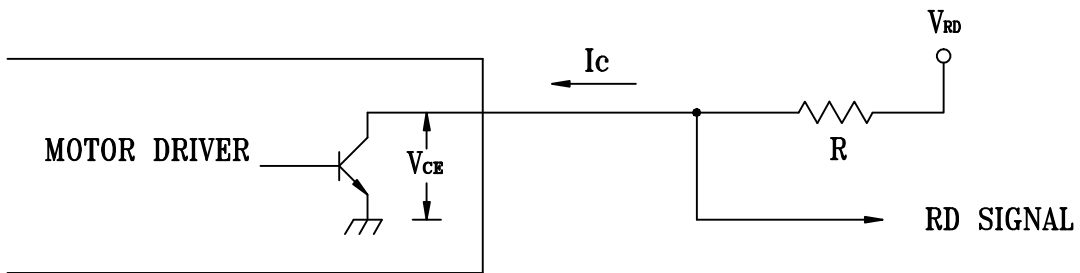 VRD
Ic
MOTOR DRIVER
VCE
R
RD SIGNAL